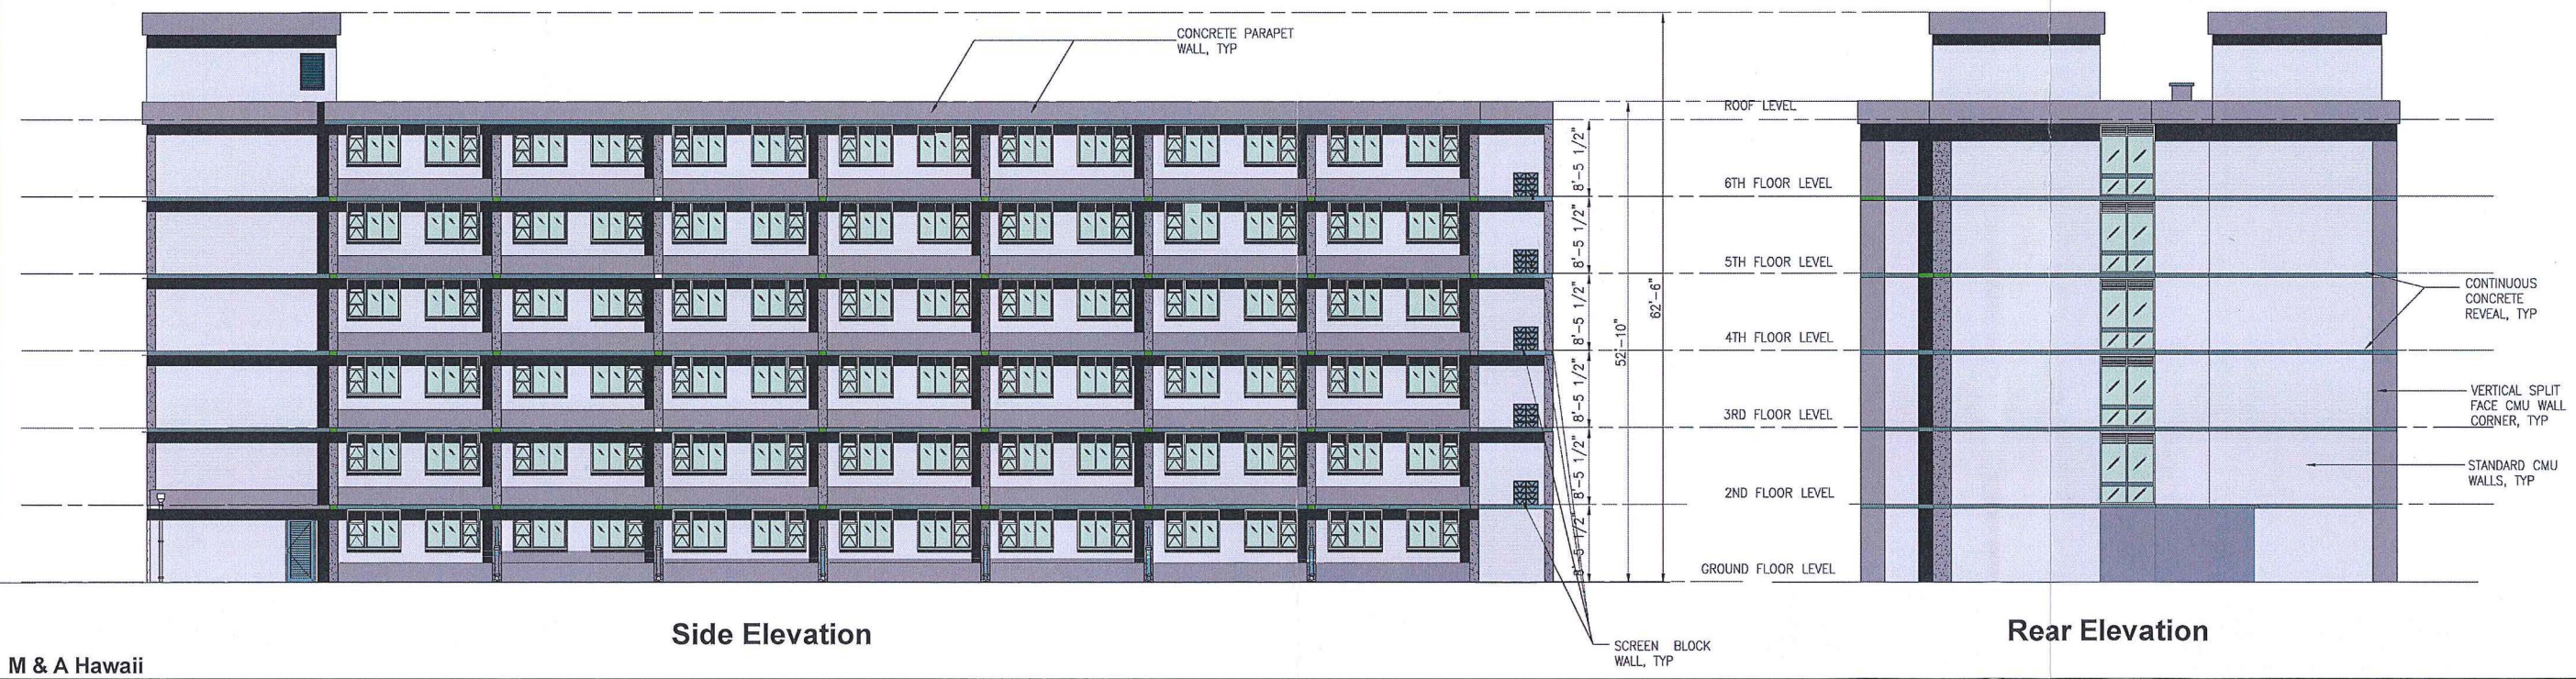 CONCRETE PARAPET
WALL, TYP
ROOF LEVEL
8'-5 1/2"
6TH FLOOR LEVEL
8'-5 1/2"
5TH FLOOR LEVEL
8'-5 1/2"
4TH FLOOR LEVEL
8'-5 1/2"
3RD FLOOR LEVEL
8'-5 1/2"
2ND FLOOR LEVEL
8'-5 1/2"
GROUND FLOOR LEVEL
52'-10"
62'-6"
CONTINUOUS
CONCRETE
REVEAL, TYP
VERTICAL SPLIT
FACE CMU WALL
CORNER, TYP
STANDARD CMU
WALLS, TYP
SCREEN BLOCK
WALL, TYP
Side Elevation
Rear Elevation
M & A Hawaii